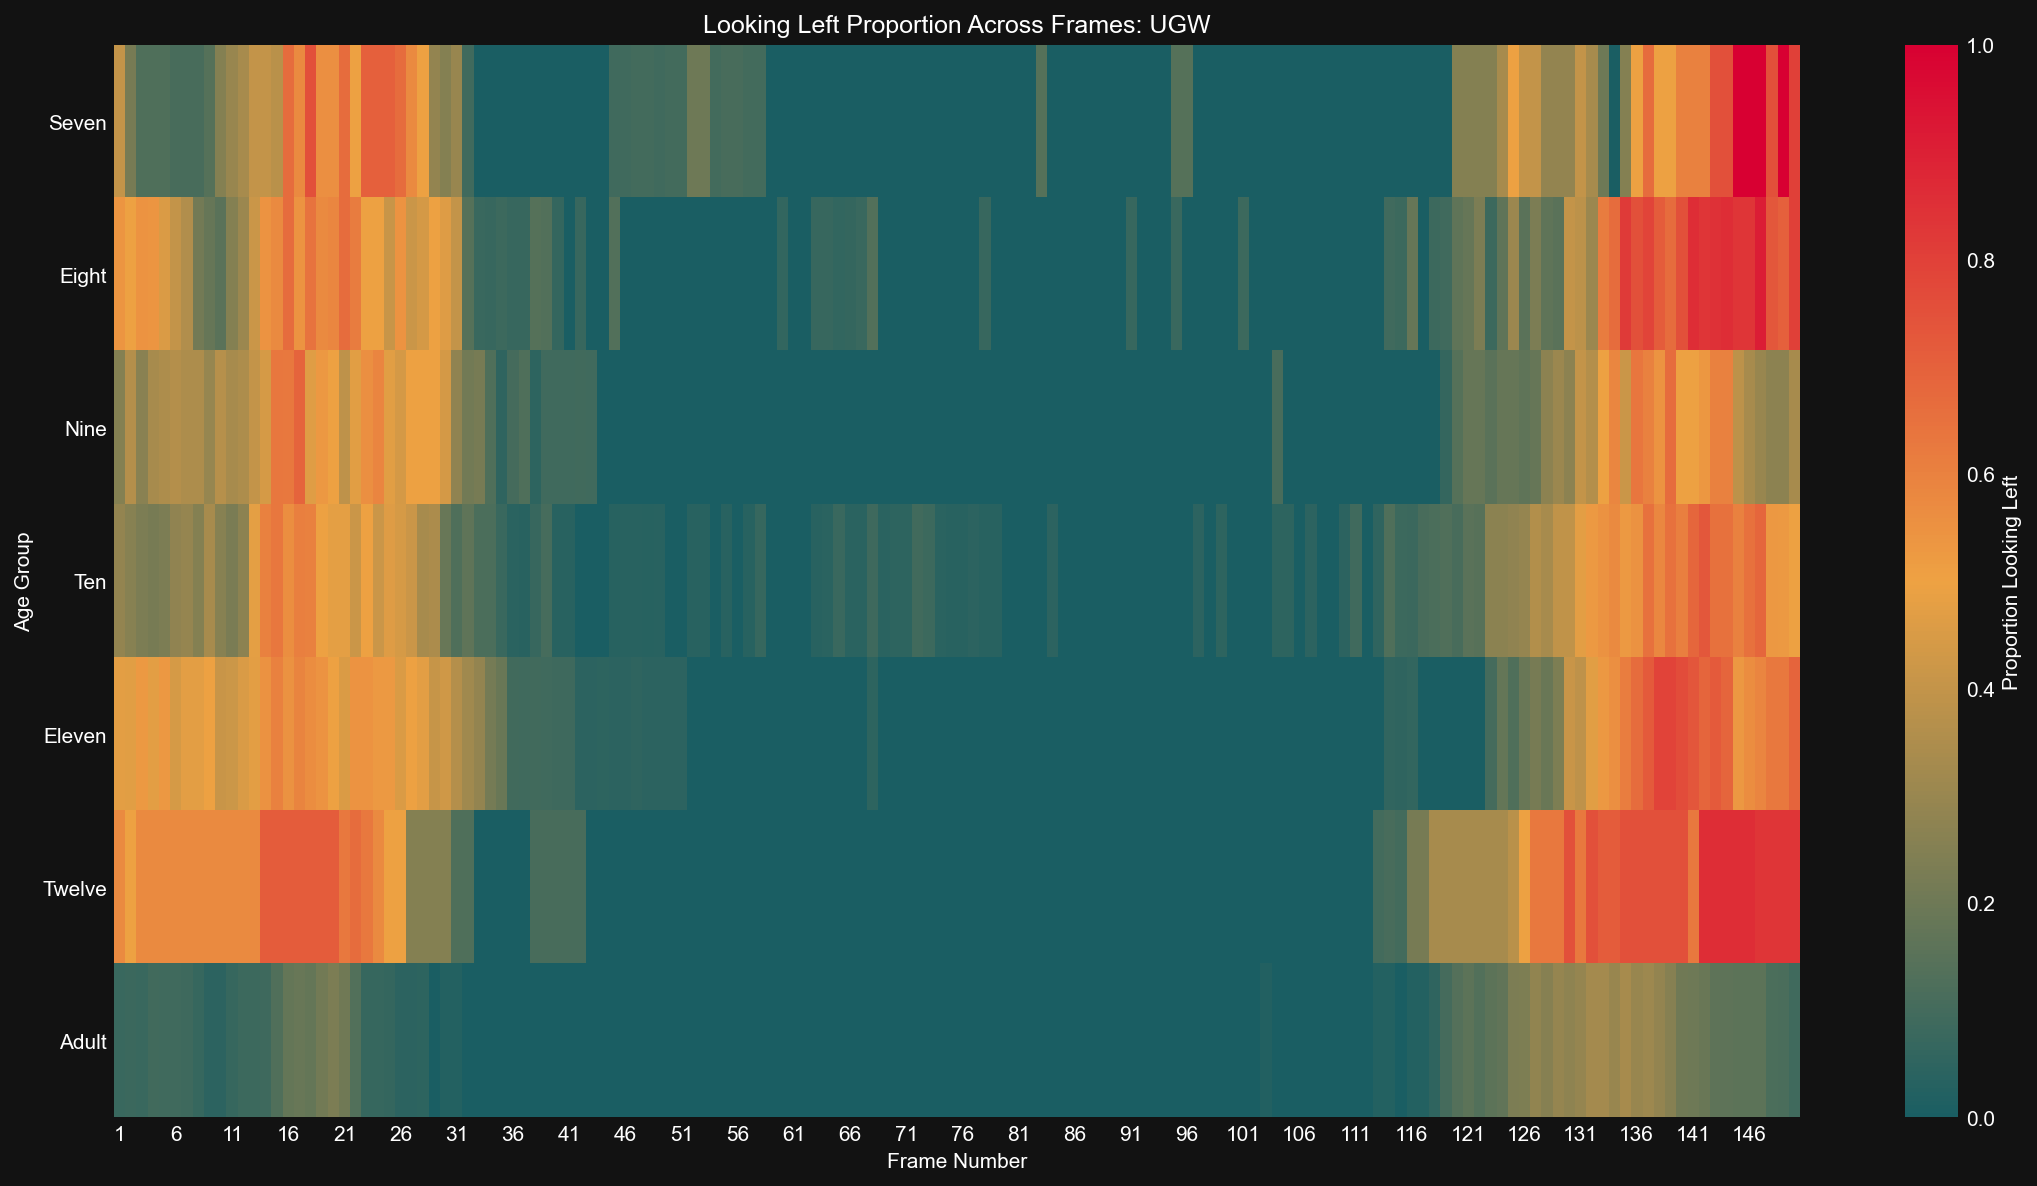 Looking Left Proportion Across Frames: UGW
Age Group
Seven
Eight
Nine
Ten
Eleven
Twelve
Adult
1 6 11 16 21 26 31 36 41 46 51 56 61 66 71 76 81 86 91 96 101 106 111 116 121 126 131 136 141 146
Frame Number
1.0
0.8
0.6
0.4
0.2
0.0
Proportion Looking Left